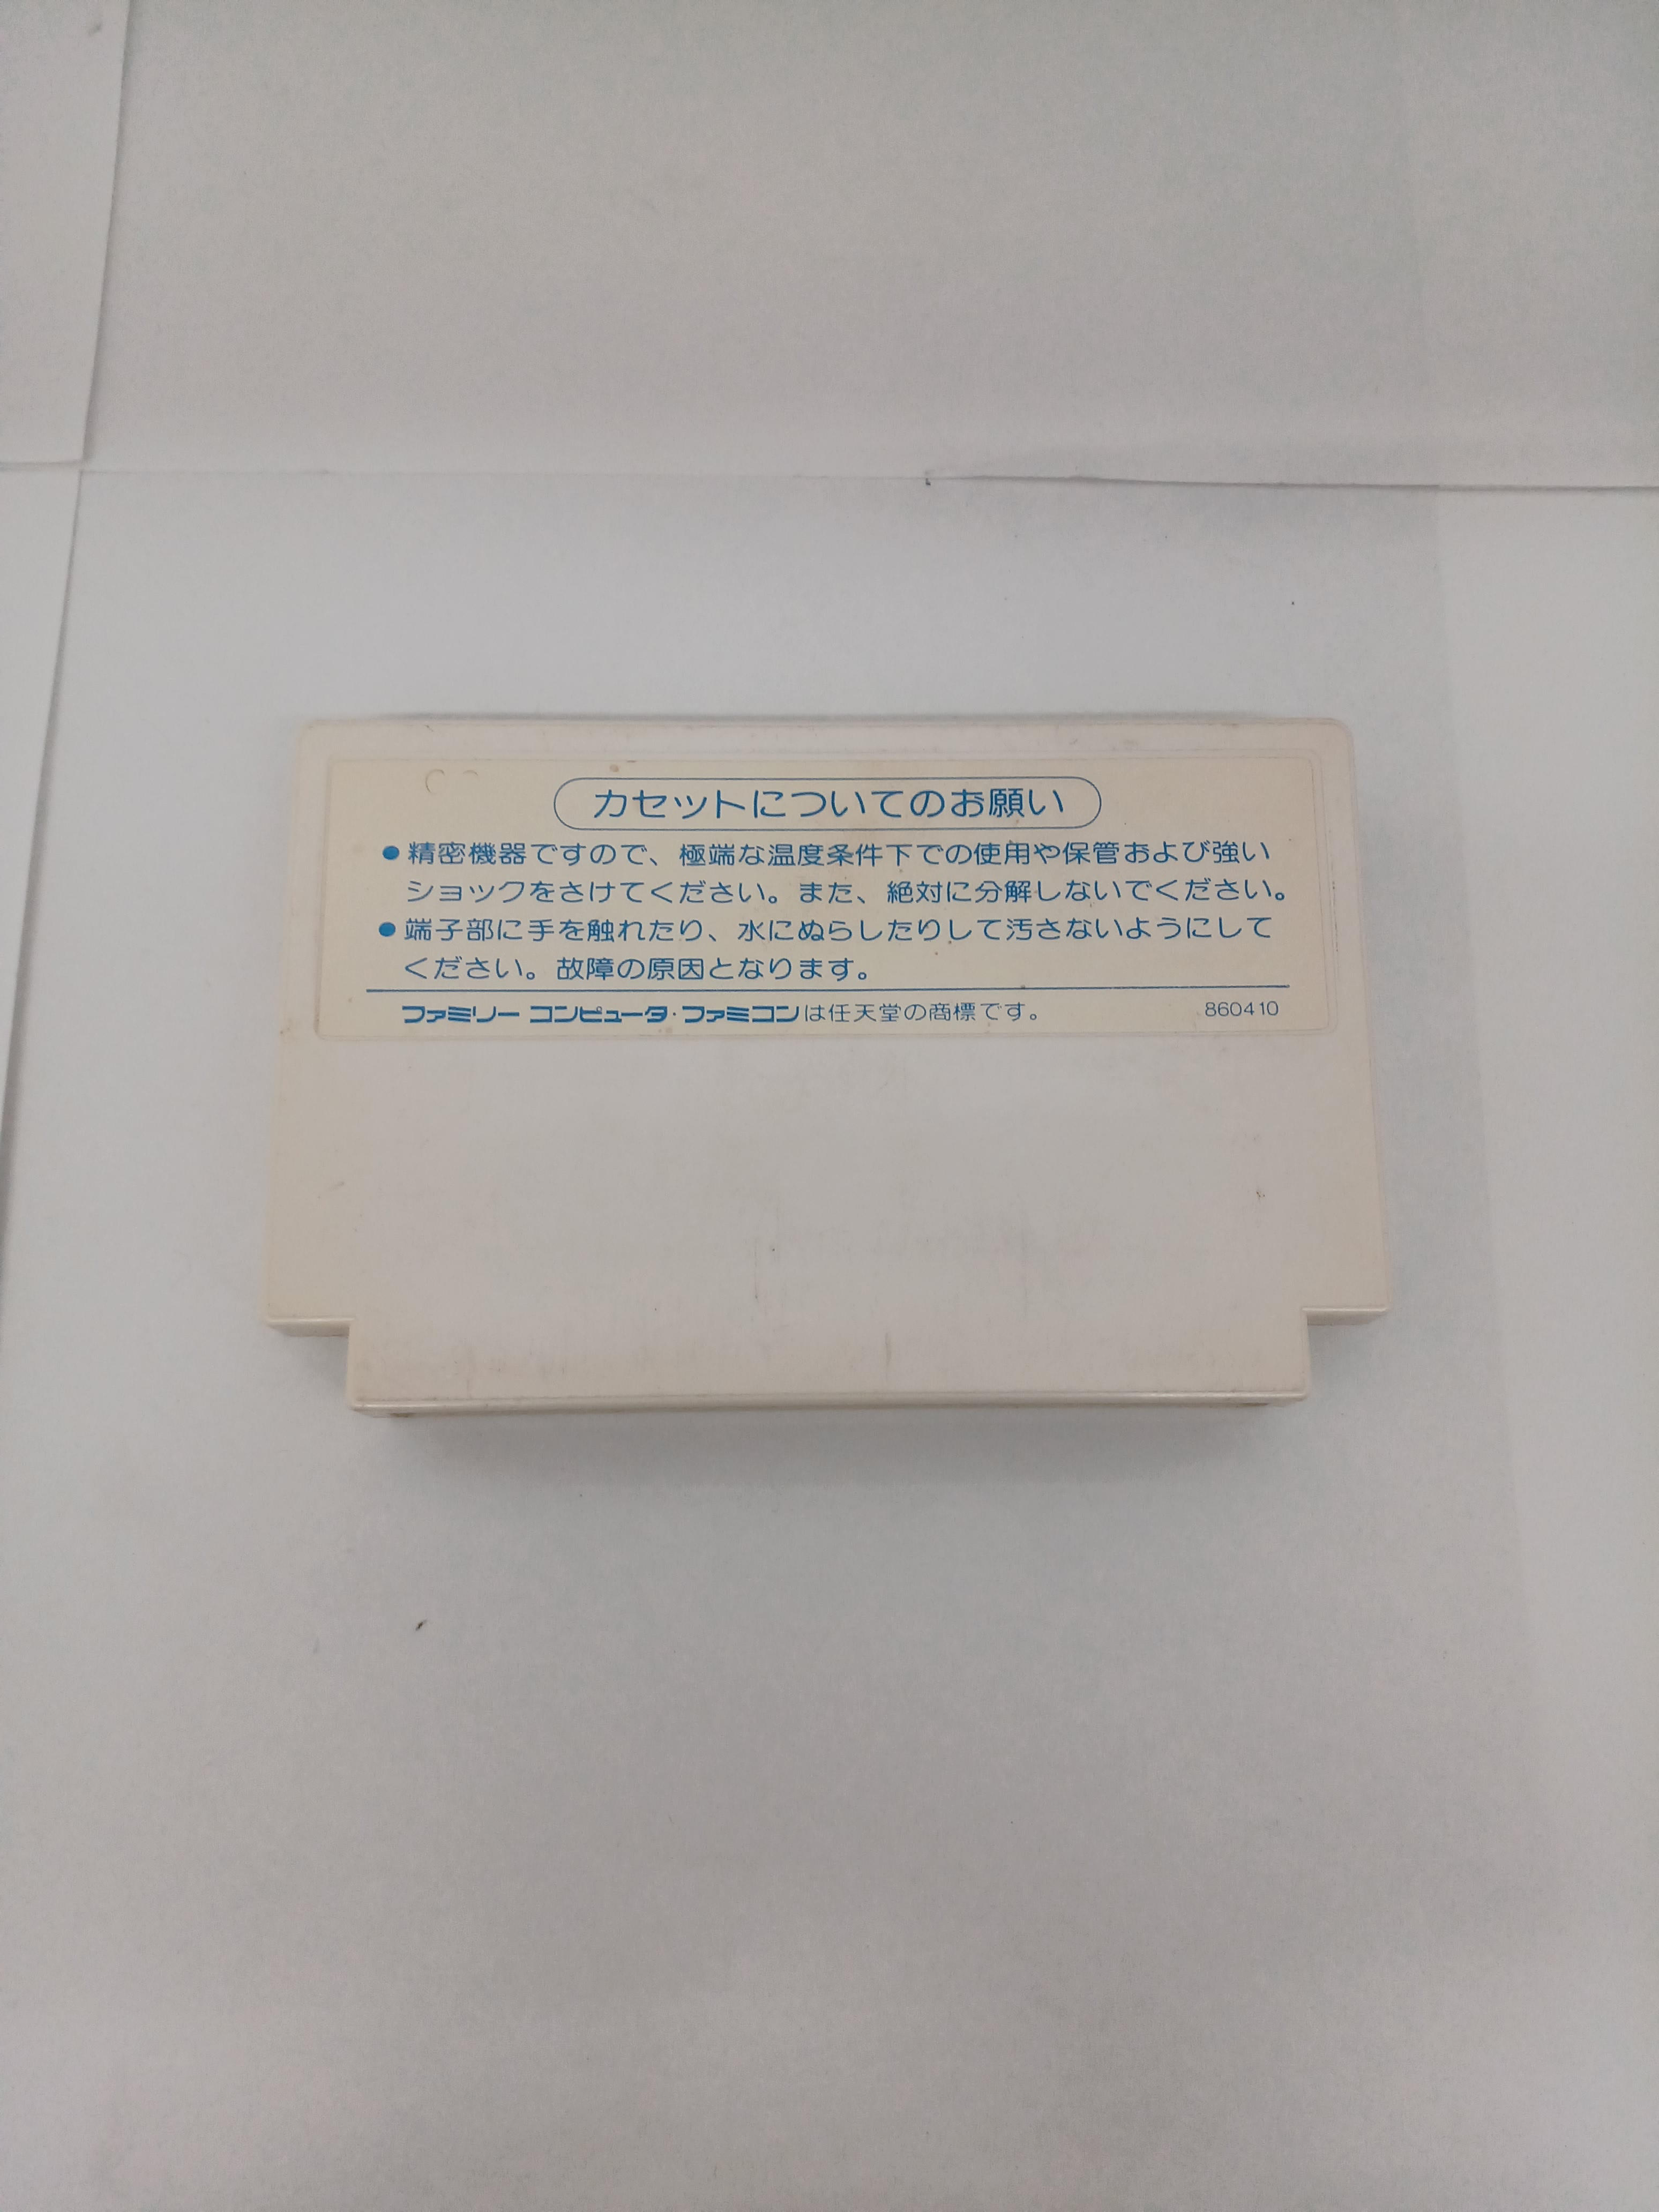 カセットについてのお願い
●精密機器ですので、極端な温度条件下での使用や保管および強い
ショックをさけてください。また、絶対に分解しないでください。
●端子部に手を触れたり、水にぬらしたりして汚さないようにして
ください。故障の原因となります。
ファミリー コンピュータ・ファミコンは任天堂の商標です。 860410